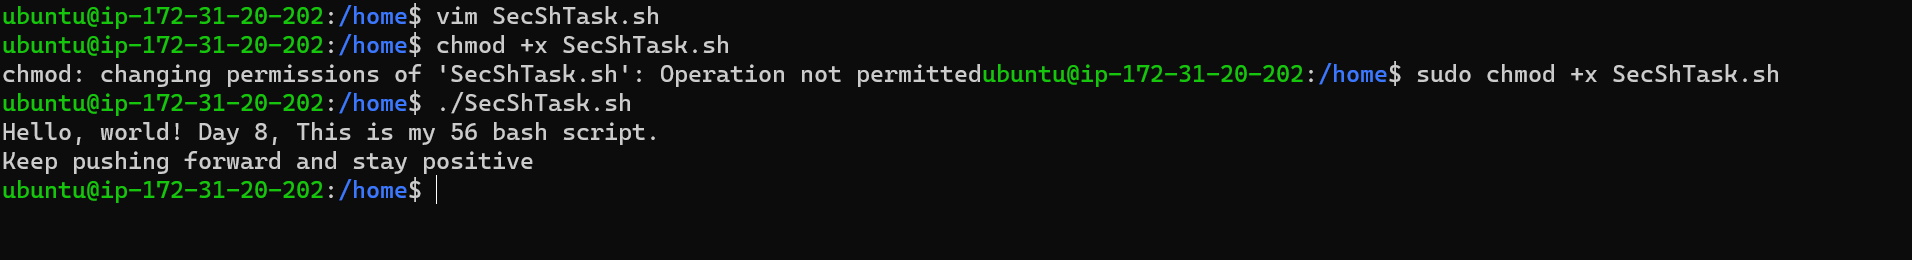 ubuntu@ip-172-31-20-202:/home$ vim SecShTask.sh
ubuntu@ip-172-31-20-202:/home$ chmod +x SecShTask.sh
chmod: changing permissions of 'SecShTask.sh': Operation not permittedubuntu@ip-172-31-20-202:/home$ sudo chmod +x SecShTask.sh
ubuntu@ip-172-31-20-202:/home$ ./SecShTask.sh
Hello, world! Day 8, This is my 56 bash script.
Keep pushing forward and stay positive
ubuntu@ip-172-31-20-202:/home$